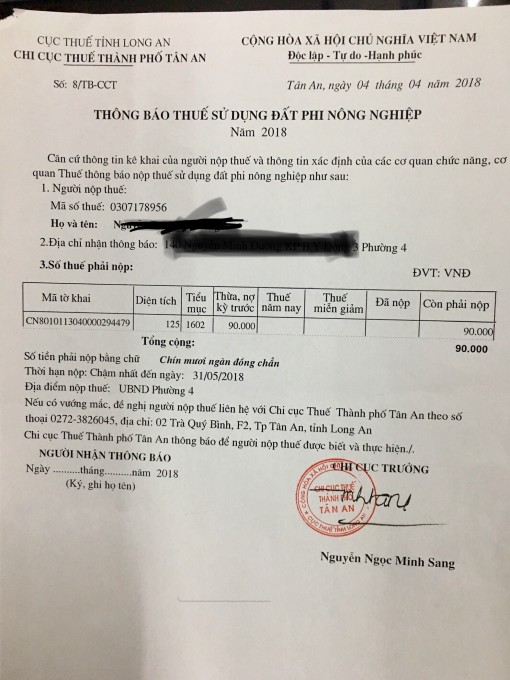 CỤC THUẾ TỈNH LONG AN
CHI CỤC THUẾ THÀNH PHỐ TÂN AN
CỘNG HÒA XÃ HỘI CHỦ NGHĨA VIỆT NAM
Độc lập - Tự do -Hạnh phúc
Số: 8/TB-CCT
Tân An, ngày 04 tháng 04 năm 2018
THÔNG BÁO THUẾ SỬ DỤNG ĐẤT PHI NÔNG NGHIỆP
Năm 2018
Căn cứ thông tin kê khai của người nộp thuế và thông tin xác định của các cơ quan chức năng, cơ
quan Thuế thông báo nộp thuế sử dụng đất phi nông nghiệp như sau:
1. Người nộp thuế:
Mã số thuế: 0307178956
Họ và tên:
2.Địa chỉ nhận thông báo: 3 Phường 4
3.Số thuế phải nộp:
ĐVT: VNĐ
Mã tờ khai Diện tích Tiểu mục Thừa, nợ kỳ trước Thuế năm nay Thuế miễn giảm Đã nộp Còn phải nộp
CN8010113040000294479 125 1602 90.000 90.000
Tổng cộng: 90.000
Số tiền phải nộp bằng chữ Chín mươi ngàn đồng chẵn
Thời hạn nộp: Chậm nhất đến ngày: 31/05/2018
Địa điểm nộp thuế: UBND Phường 4
Nếu có vướng mắc, đề nghị người nộp thuế liên hệ với Chi cục Thuế Thành phố Tân An theo số
thoại 0272-3826045, địa chỉ: 02 Trà Quý Bình, F2, Tp Tân An, tỉnh Long An
Chi cục Thuế Thành phố Tân An thông báo để người nộp thuế được biết và thực hiện./.
NGƯỜI NHẬN THÔNG BÁO
Ngày .........tháng.........năm 2018
(Ký, ghi họ tên)
CHI CỤC TRƯỞNG
CHI CỤC THUẾ
THÀNH PHỐ
TÂN AN
CỤC THUẾ TỈNH LONG AN
Nguyễn Ngọc Minh Sang